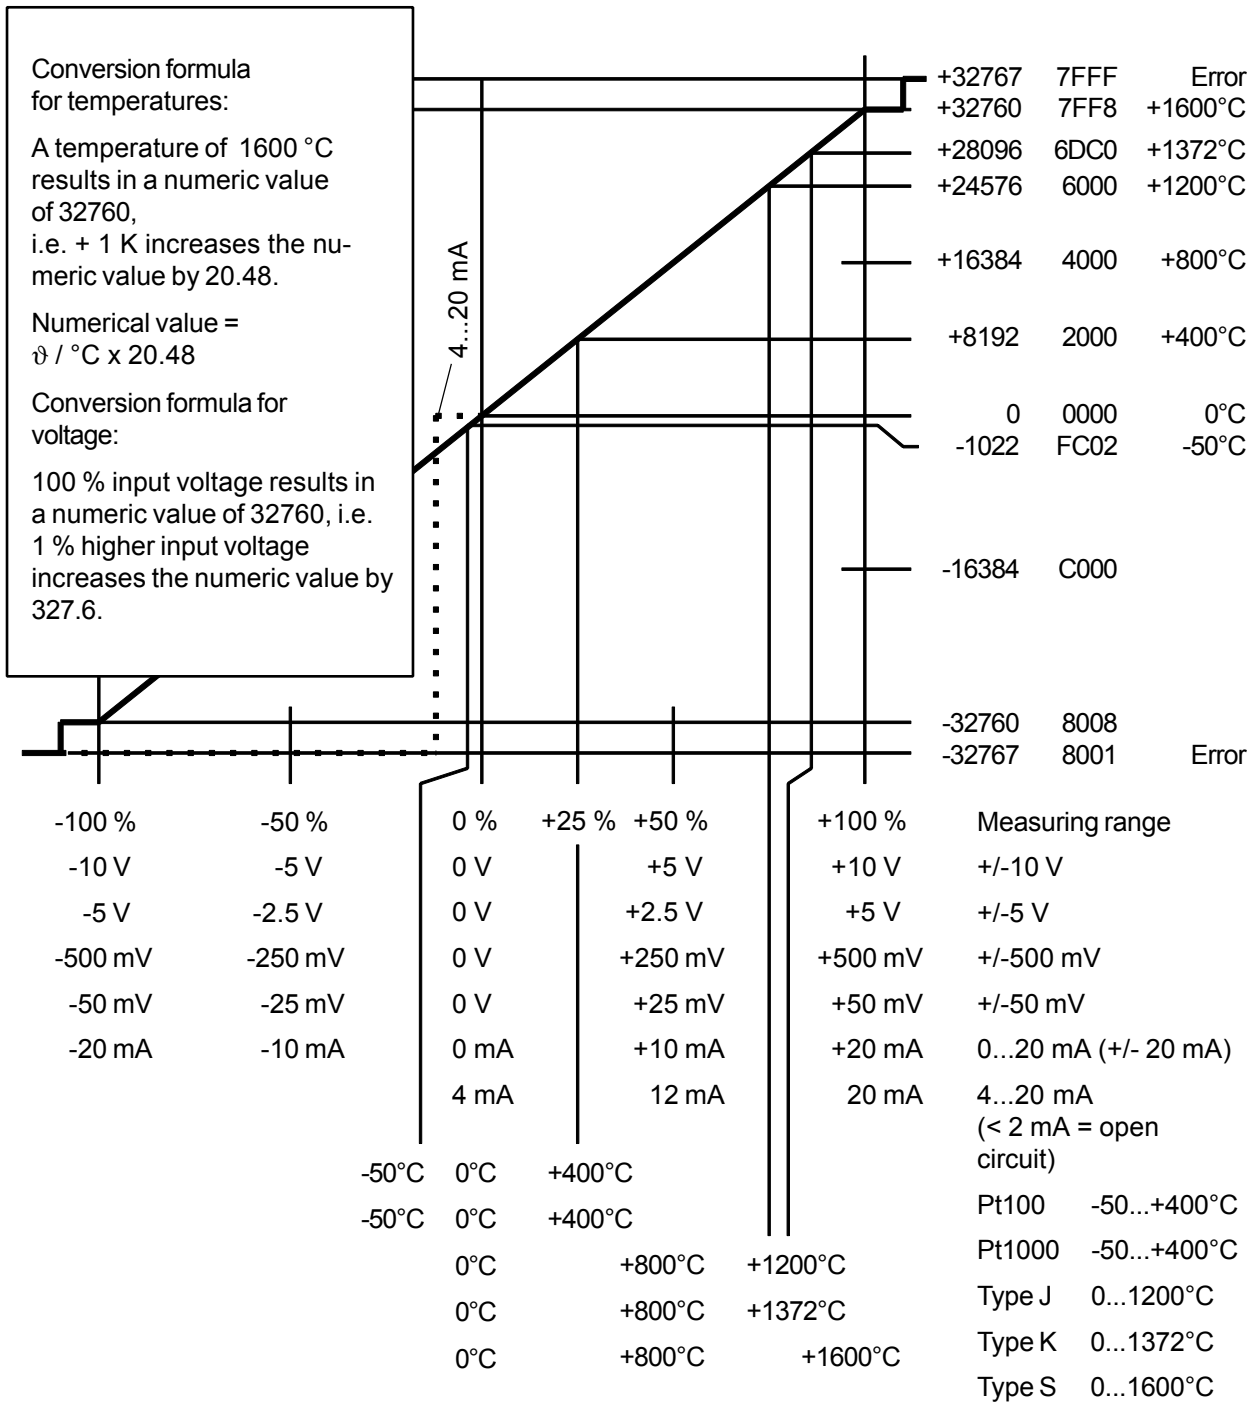 Conversion formula
for temperatures:
A temperature of 1600 °C
results in a numeric value
of 32760,
i.e. + 1 K increases the nu-
meric value by 20.48.
Numerical value =
ϑ / °C x 20.48
Conversion formula for
voltage:
100 % input voltage results in
a numeric value of 32760, i.e.
1 % higher input voltage
increases the numeric value by
327.6.
4...20 mA
+32767 7FFF Error
+32760 7FF8 +1600°C
+28096 6DC0 +1372°C
+24576 6000 +1200°C
+16384 4000 +800°C
+8192 2000 +400°C
0 0000 0°C
-1022 FC02 -50°C
-16384 C000
-32760 8008
-32767 8001 Error
-100 % -50 % 0 % +25 % +50 % +100 % Measuring range
-10 V -5 V 0 V +5 V +10 V +/-10 V
-5 V -2.5 V 0 V +2.5 V +5 V +/-5 V
-500 mV -250 mV 0 V +250 mV +500 mV +/-500 mV
-50 mV -25 mV 0 V +25 mV +50 mV +/-50 mV
-20 mA -10 mA 0 mA +10 mA +20 mA 0...20 mA (+/- 20 mA)
4 mA 12 mA 20 mA 4...20 mA
(< 2 mA = open
circuit)
-50°C 0°C +400°C
Pt100 -50...+400°C
-50°C 0°C +400°C
Pt1000 -50...+400°C
0°C +800°C +1200°C
Type J 0...1200°C
0°C +800°C +1372°C
Type K 0...1372°C
0°C +800°C +1600°C
Type S 0...1600°C